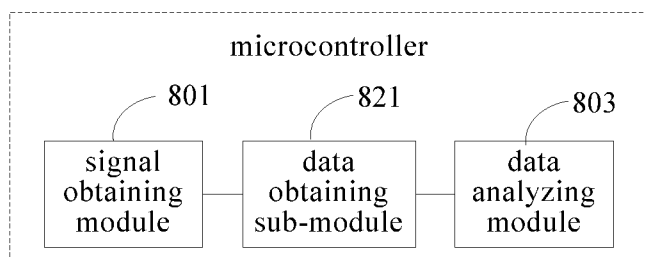 microcontroller
801
821
803
signal
obtaining
module
data
obtaining
sub-module
data
analyzing
module